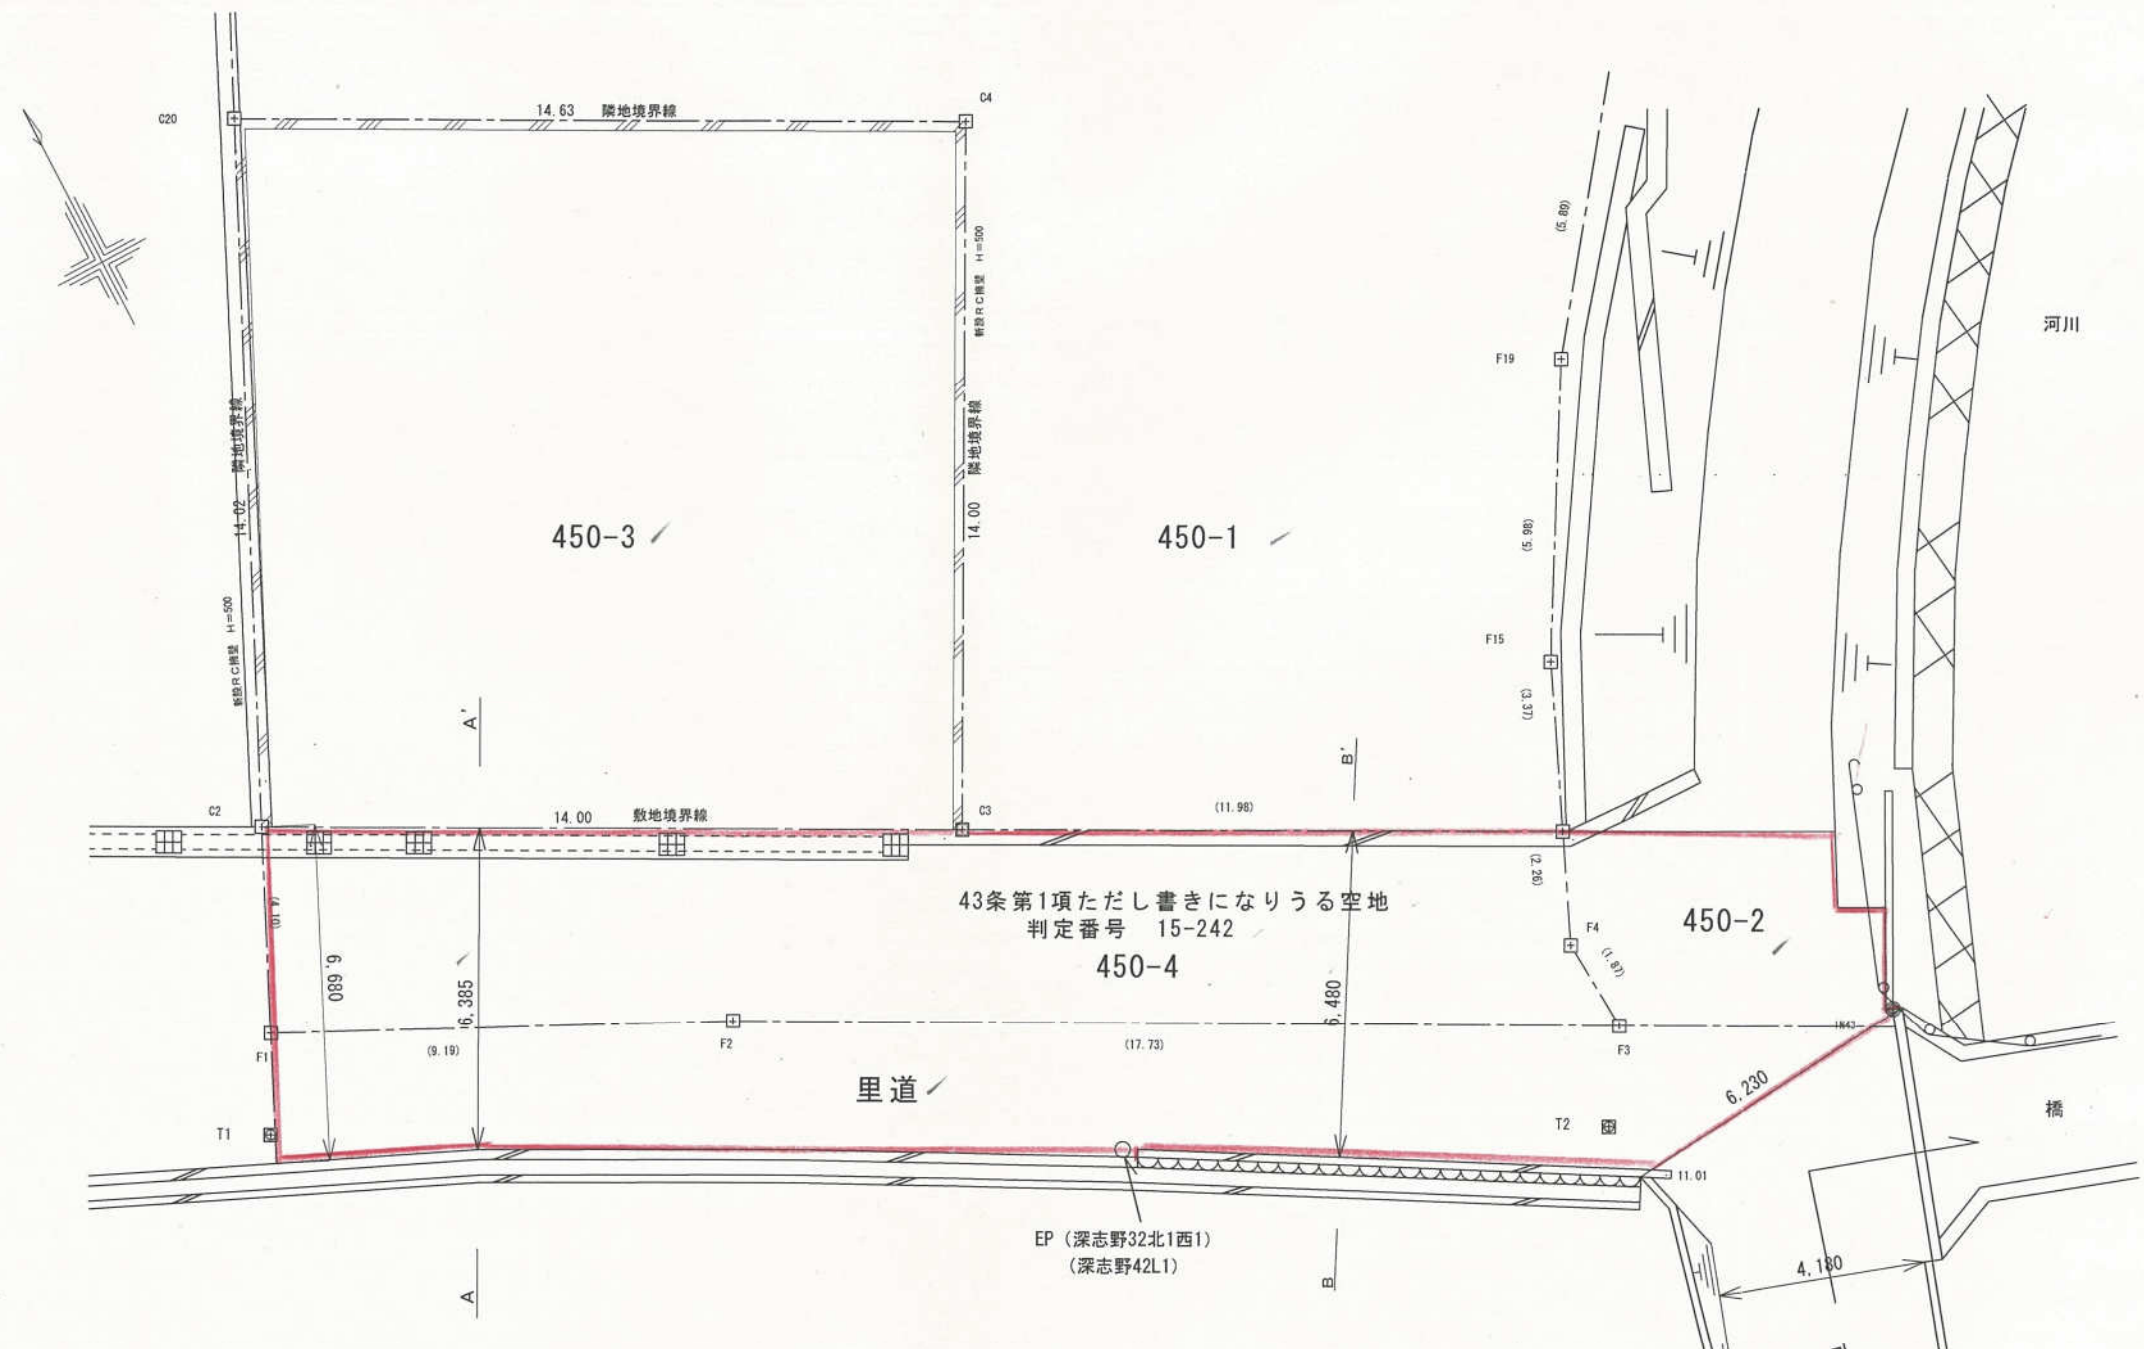 C4
C20
14.63 隣地境界線
(5.89)
新設RC擁壁 H=500
河川
F19
14.02 隣地境界線
14.00 隣地境界線
450-3
450-1
(5.98)
新設RC擁壁 H=500
F15
(3.37)
A'
B'
C2
14.00 敷地境界線
C3
(11.98)
(2.26)
43条第1項ただし書きになりうる空地
判定番号 15-242
450-4
450-2
(4.10)
F4
(1.87)
6,680
6,385
6,480
F1
(9.19)
F2
(17.73)
F3
里道
6,230
橋
T1
T2
11.01
EP (深志野32北1西1)
(深志野42L1)
A
B
4,180